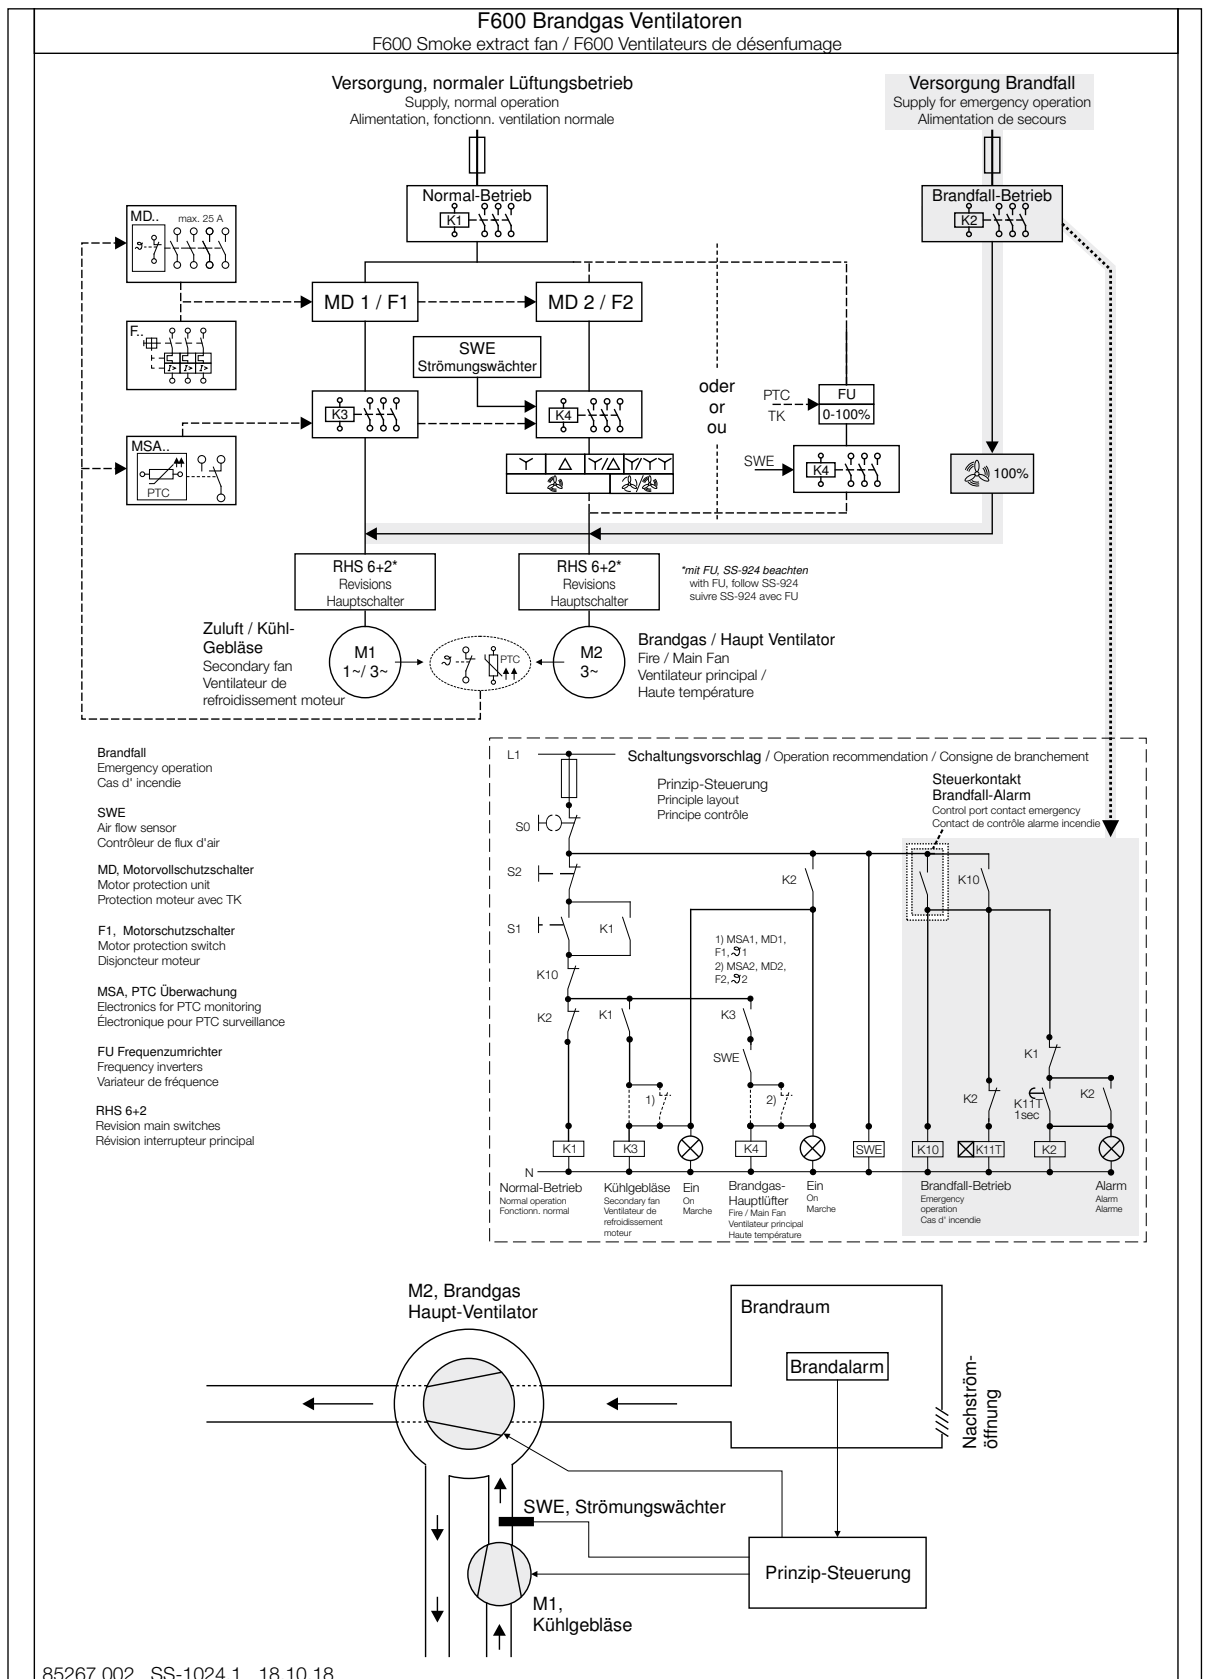 F600 Brandgas Ventilatoren
F600 Smoke extract fan / F600 Ventilateurs de désenfumage
Versorgung, normaler Lüftungsbetrieb
Supply, normal operation
Alimentation, fonctionn. ventilation normale
Versorgung Brandfall
Supply for emergency operation
Alimentation de secours
Normal-Betrieb
K1
Brandfall-Betrieb
K2
MD..
max. 25 A
MD 1 / F1
MD 2 / F2
F..
I> I> I>
SWE
Strömungswächter
oder
or
ou
PTC
TK
FU
0-100%
K3
K4
MSA..
PTC
SWE
K4
100%
RHS 6+2*
Revisions
Hauptschalter
RHS 6+2*
Revisions
Hauptschalter
*mit FU, SS-924 beachten
with FU, follow SS-924
suivre SS-924 avec FU
Zuluft / Kühl-
Gebläse
Secondary fan
Ventilateur de
refroidissement moteur
M1
1~/ 3~
PTC
M2
3~
Brandgas / Haupt Ventilator
Fire / Main Fan
Ventilateur principal /
Haute température
Brandfall
Emergency operation
Cas d' incendie
SWE
Air flow sensor
Contrôleur de flux d'air
MD, Motorvollschutzschalter
Motor protection unit
Protection moteur avec TK
F1, Motorschutzschalter
Motor protection switch
Disjoncteur moteur
MSA, PTC Überwachung
Electronics for PTC monitoring
Électronique pour PTC surveillance
FU Frequenzumrichter
Frequency inverters
Variateur de fréquence
RHS 6+2
Revision main switches
Révision interrupteur principal
L1
Schaltungsvorschlag / Operation recommendation / Consigne de branchement
Prinzip-Steuerung
Principle layout
Principe contrôle
Steuerkontakt
Brandfall-Alarm
Control port contact emergency
Contact de contrôle alarme incendie
S0
S2
K2
K10
S1
K1
1) MSA1, MD1,
F1, ϑ1
2) MSA2, MD2,
F2, ϑ2
K10
K2
K1
K3
SWE
K1
1)
2)
K2
K11T
1sec
K2
K1
K3
K4
SWE
K10
K11T
K2
N
Normal-Betrieb
Normal operation
Fonctionn. normal
Kühlgebläse
Secondary fan
Ventilateur de
refroidissement
moteur
Ein
On
Marche
Brandgas-
Hauptlüfter
Fire / Main Fan
Ventilateur principal
Haute température
Ein
On
Marche
Brandfall-Betrieb
Emergency
operation
Cas d' incendie
Alarm
Alarm
Alarme
M2, Brandgas
Haupt-Ventilator
Brandraum
Brandalarm
Nachström-
öffnung
SWE, Strömungswächter
Prinzip-Steuerung
M1,
Kühlgebläse
85267 002 SS-1024.1 18.10.18